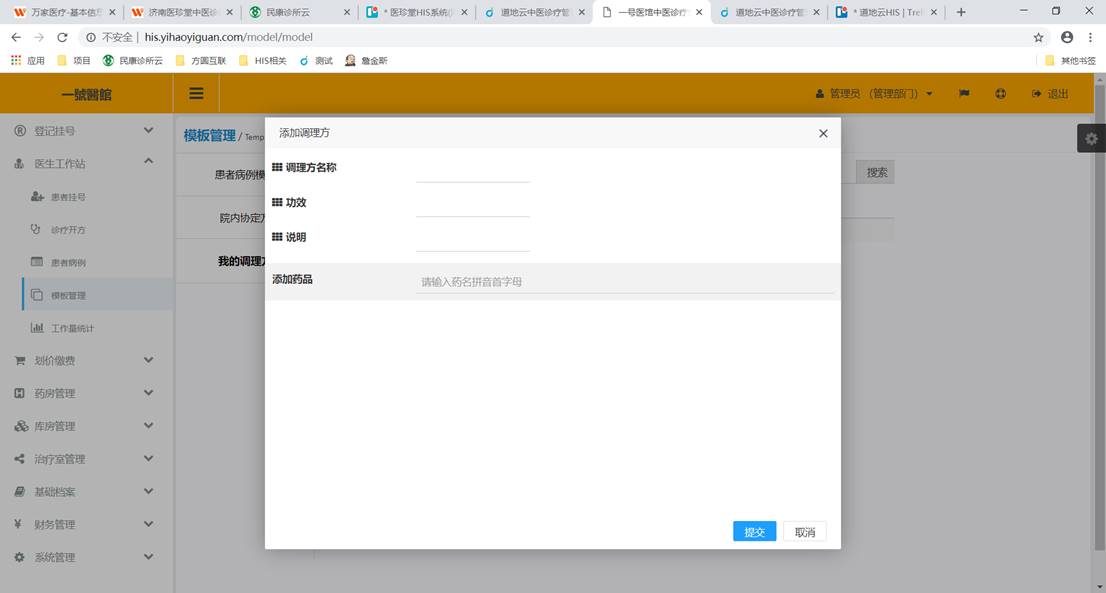 万家医疗-基本信息
济南医珍堂中医诊
民康诊所云
* 医珍堂HIS系统(
道地云中医诊疗管
一号医馆中医诊疗
道地云中医诊疗管
* 道地云HIS | Trel
不安全 | his.yihaoyiguan.com/model/model
应用
项目
民康诊所云
方圆互联
HIS相关
测试
詹金斯
其他书签
一號醫館
管理员 (管理部门)
退出
登记挂号
医生工作站
患者挂号
诊疗开方
患者病例
模板管理
工作量统计
划价缴费
药房管理
库房管理
治疗室管理
基础档案
财务管理
系统管理
模板管理 / Temp
患者病例模
院内协定方
我的调理方
搜索
添加调理方
调理方名称
功效
说明
添加药品
请输入药名拼音首字母
提交
取消